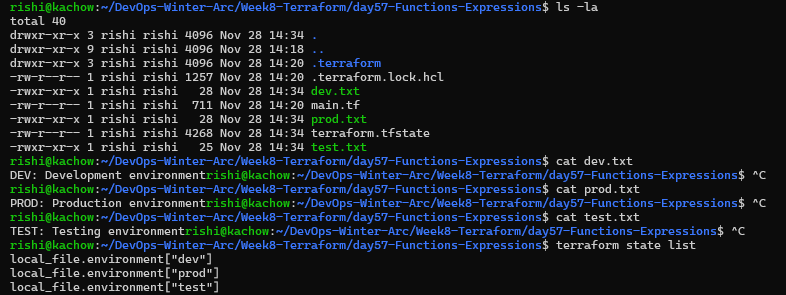 rishi@kachow:~/DevOps-Winter-Arc/Week8-Terraform/day57-Functions-Expressions$ ls -la
total 40
drwxr-xr-x 3 rishi rishi 4096 Nov 28 14:34 .
drwxr-xr-x 9 rishi rishi 4096 Nov 28 14:18 ..
drwxr-xr-x 3 rishi rishi 4096 Nov 28 14:20 .terraform
-rw-r--r-- 1 rishi rishi 1257 Nov 28 14:20 .terraform.lock.hcl
-rwxr-xr-x 1 rishi rishi   28 Nov 28 14:34 dev.txt
-rw-r--r-- 1 rishi rishi  711 Nov 28 14:20 main.tf
-rwxr-xr-x 1 rishi rishi   28 Nov 28 14:34 prod.txt
-rw-r--r-- 1 rishi rishi 4268 Nov 28 14:34 terraform.tfstate
-rwxr-xr-x 1 rishi rishi   25 Nov 28 14:34 test.txt
rishi@kachow:~/DevOps-Winter-Arc/Week8-Terraform/day57-Functions-Expressions$ cat dev.txt
DEV: Development environmentrishi@kachow:~/DevOps-Winter-Arc/Week8-Terraform/day57-Functions-Expressions$ ^C
rishi@kachow:~/DevOps-Winter-Arc/Week8-Terraform/day57-Functions-Expressions$ cat prod.txt
PROD: Production environmentrishi@kachow:~/DevOps-Winter-Arc/Week8-Terraform/day57-Functions-Expressions$ ^C
rishi@kachow:~/DevOps-Winter-Arc/Week8-Terraform/day57-Functions-Expressions$ cat test.txt
TEST: Testing environmentrishi@kachow:~/DevOps-Winter-Arc/Week8-Terraform/day57-Functions-Expressions$ ^C
rishi@kachow:~/DevOps-Winter-Arc/Week8-Terraform/day57-Functions-Expressions$ terraform state list
local_file.environment["dev"]
local_file.environment["prod"]
local_file.environment["test"]